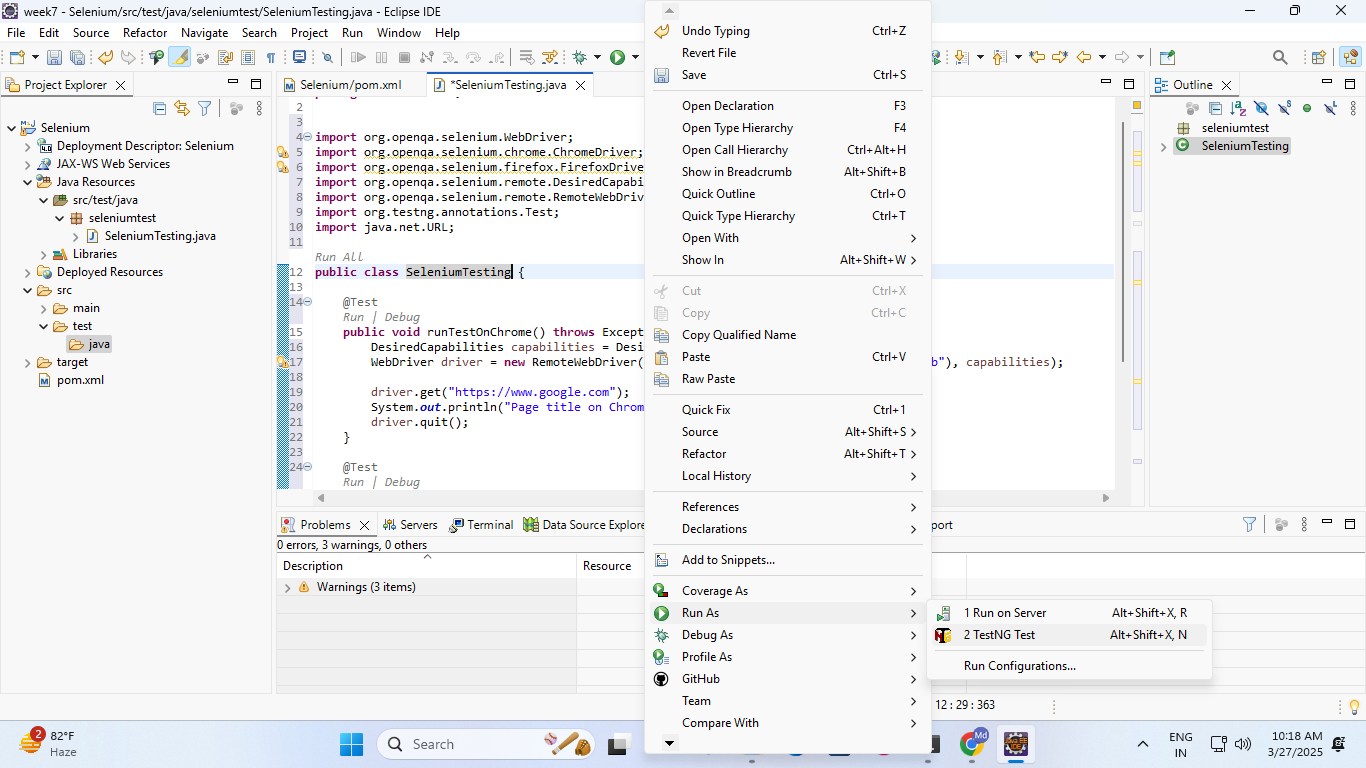 week7 - Selenium/src/test/java/seleniumtest/SeleniumTesting.java - Eclipse IDE
File Edit Source Refactor Navigate Search Project Run Window Help
Project Explorer
Selenium
Deployment Descriptor: Selenium
JAX-WS Web Services
Java Resources
src/test/java
seleniumtest
SeleniumTesting.java
Libraries
Deployed Resources
src
main
test
java
target
pom.xml
Selenium/pom.xml
*SeleniumTesting.java
2
3
4 import org.openqa.selenium.WebDriver;
5 import org.openqa.selenium.chrome.ChromeDriver;
6 import org.openqa.selenium.firefox.FirefoxDrive
7 import org.openqa.selenium.remote.DesiredCapabi
8 import org.openqa.selenium.remote.RemoteWebDriv
9 import org.testng.annotations.Test;
10 import java.net.URL;
11
Run All
12 public class SeleniumTesting {
13
14 @Test
Run | Debug
15 public void runTestOnChrome() throws Except
16 DesiredCapabilities capabilities = Desi
17 WebDriver driver = new RemoteWebDriver( b"), capabilities);
18
19 driver.get("https://www.google.com");
20 System.out.println("Page title on Chrom
21 driver.quit();
22 }
23
24 @Test
Run | Debug
Undo Typing Ctrl+Z
Revert File
Save Ctrl+S
Open Declaration F3
Open Type Hierarchy F4
Open Call Hierarchy Ctrl+Alt+H
Show in Breadcrumb Alt+Shift+B
Quick Outline Ctrl+O
Quick Type Hierarchy Ctrl+T
Open With
Show In Alt+Shift+W
Cut Ctrl+X
Copy Ctrl+C
Copy Qualified Name
Paste Ctrl+V
Raw Paste
Quick Fix Ctrl+1
Source Alt+Shift+S
Refactor Alt+Shift+T
Local History
References
Declarations
Add to Snippets...
Coverage As
Run As
Debug As
Profile As
GitHub
Team
Compare With
1 Run on Server Alt+Shift+X, R
2 TestNG Test Alt+Shift+X, N
Run Configurations...
Outline
seleniumtest
SeleniumTesting
Problems Servers Terminal Data Source Explore port
0 errors, 3 warnings, 0 others
Description Resource
Warnings (3 items)
12 : 29 : 363
2
82°F
Haze
Search
Md
ENG
IN
10:18 AM
3/27/2025